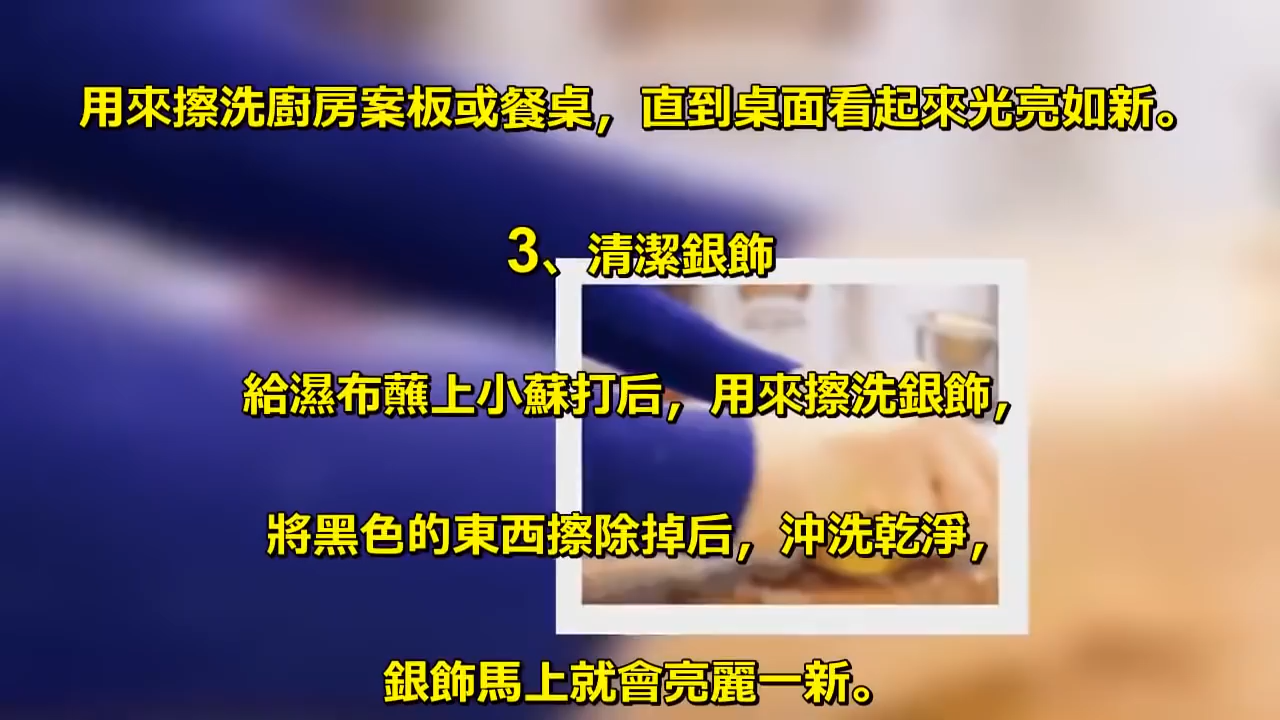 用來擦洗廚房案板或餐桌，直到桌面看起來光亮如新。
3、清潔銀飾
給濕布蘸上小蘇打后，用來擦洗銀飾，
將黑色的東西擦除掉后，沖洗乾淨，
銀飾馬上就會亮麗一新。